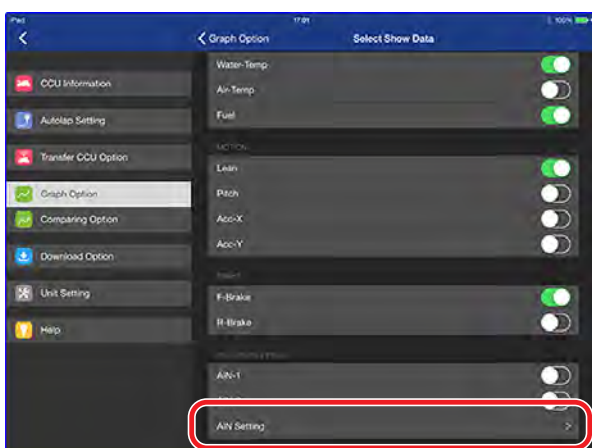 iPad
17:01
100%
Graph Option
Select Show Data
Water-Temp
CCU Information
Air-Temp
Autolap Setting
Fuel
MOTION
Transfer CCU Option
Lean
Graph Option
Pitch
Comparing Option
Acc-X
Acc-Y
Download Option
Unit Setting
F-Brake
R-Brake
Help
AIN-1
AIN Setting